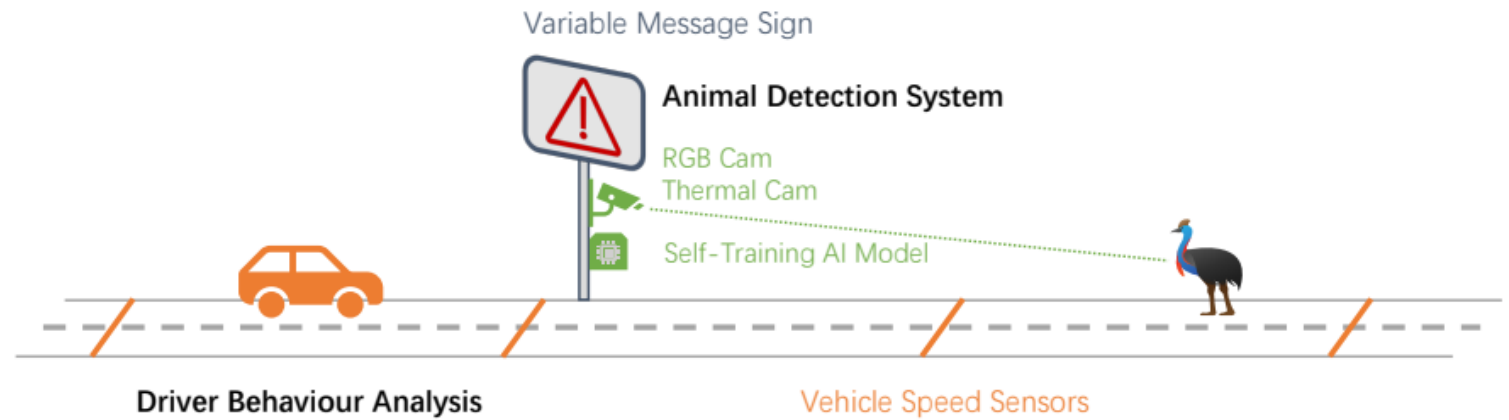 Variable Message Sign
Animal Detection System
RGB Cam
Thermal Cam
Self-Training AI Model
Driver Behaviour Analysis
Vehicle Speed Sensors